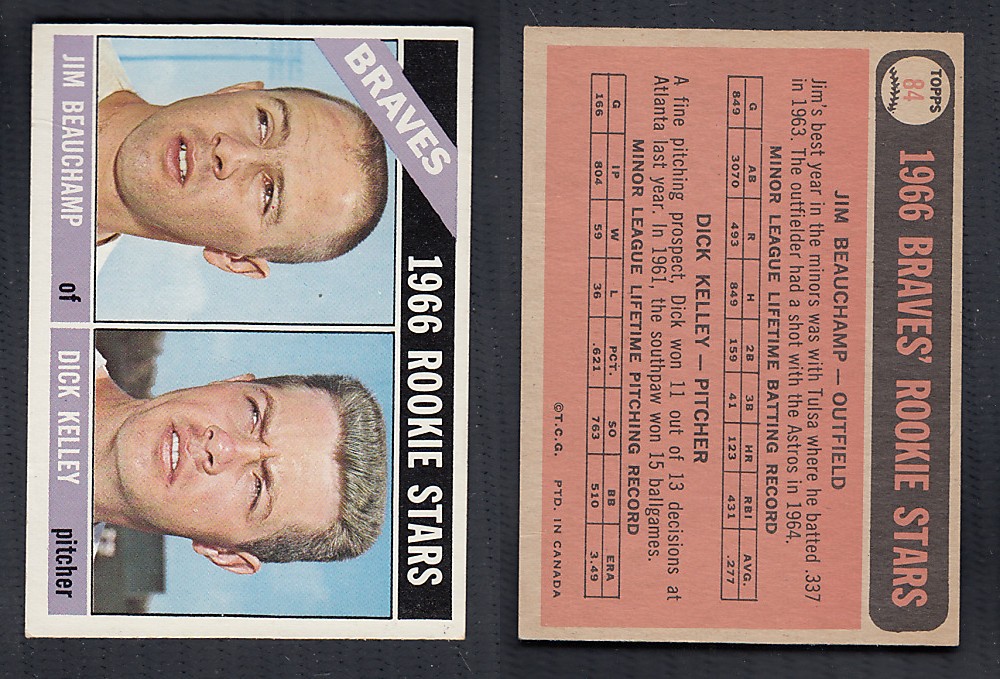 BRAVES
1966 ROOKIE STARS
JIM BEAUCHAMP of DICK KELLEY pitcher
TOPPS
84
1966 BRAVES' ROOKIE STARS
JIM BEAUCHAMP — OUTFIELD
Jim's best year in the minors was with Tulsa where he batted .337
in 1963. The outfielder had a shot with the Astros in 1964.
MINOR LEAGUE LIFETIME BATTING RECORD
G AB R H 2B 3B HR RBI AVG.
849 3070 493 849 159 41 123 431 .277
DICK KELLEY — PITCHER
A fine pitching prospect, Dick won 11 out of 13 decisions at
Atlanta last year. In 1961, the southpaw won 15 ballgames.
MINOR LEAGUE LIFETIME PITCHING RECORD
G IP W L PCT. SO BB ERA
166 804 59 36 .621 763 510 3.49
©T.C.G. PTD. IN CANADA